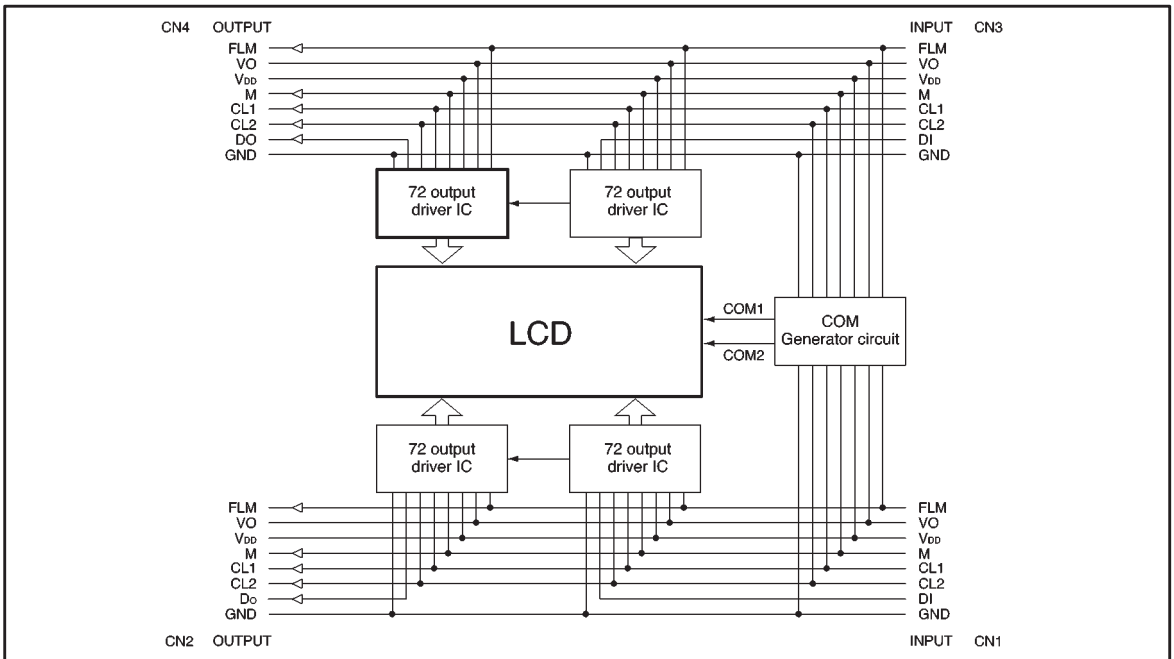 CN4 OUTPUT INPUT CN3
FLM FLM
VO VO
VDD VDD
M M
CL1 CL1
CL2 CL2
DO DI
GND GND
72 output
driver IC
72 output
driver IC
COM1
COM2
COM
Generator circuit
LCD
72 output
driver IC
72 output
driver IC
FLM FLM
VO VO
VDD VDD
M M
CL1 CL1
CL2 CL2
Do DI
GND GND
CN2 OUTPUT INPUT CN1